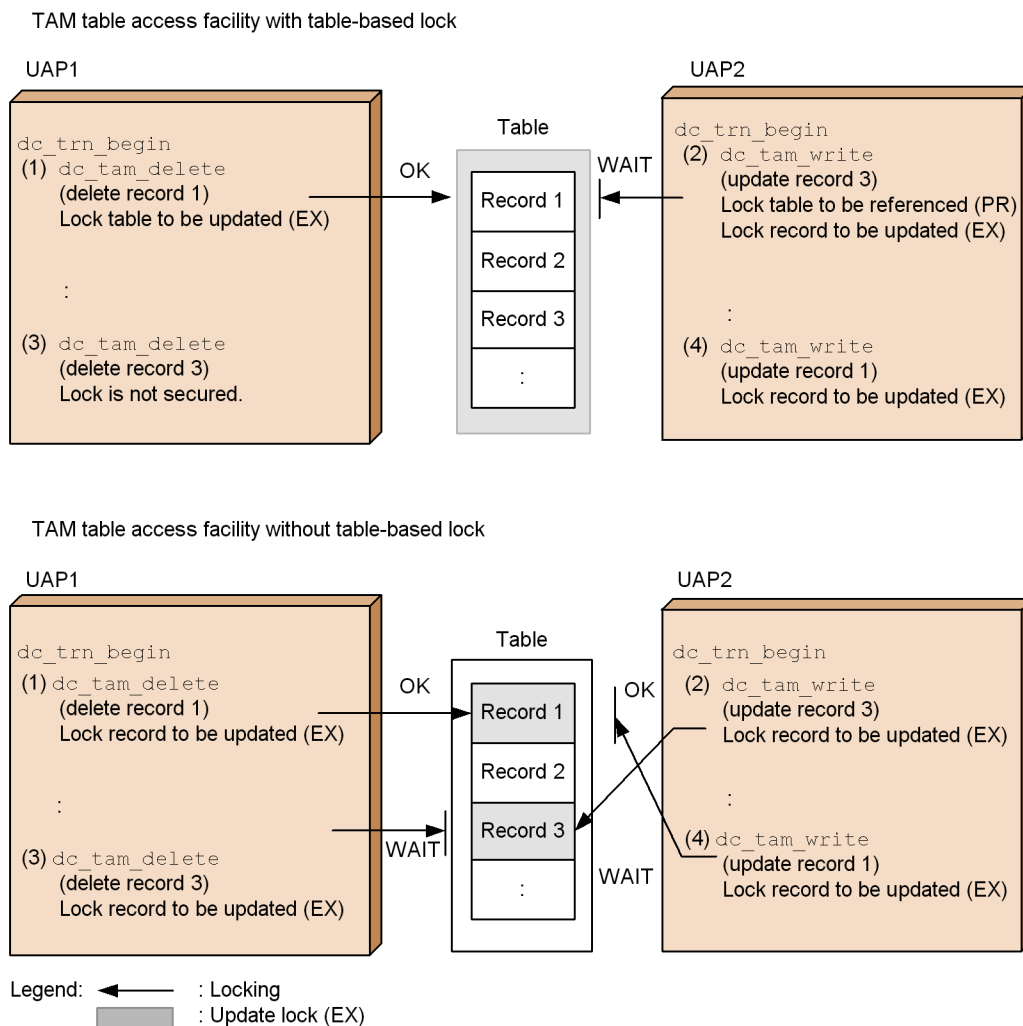 TAM table access facility with table-based lock
UAP1
dc_trn_begin
(1) dc_tam_delete
(delete record 1)
Lock table to be updated (EX)
:
(3) dc_tam_delete
(delete record 3)
Lock is not secured.
OK
Table
Record 1
Record 2
Record 3
:
WAIT
UAP2
dc_trn_begin
(2) dc_tam_write
(update record 3)
Lock table to be referenced (PR)
Lock record to be updated (EX)
:
(4) dc_tam_write
(update record 1)
Lock record to be updated (EX)
TAM table access facility without table-based lock
UAP1
dc_trn_begin
(1) dc_tam_delete
(delete record 1)
Lock record to be updated (EX)
:
(3) dc_tam_delete
(delete record 3)
Lock record to be updated (EX)
OK
WAIT
Table
Record 1
Record 2
Record 3
:
OK
WAIT
UAP2
dc_trn_begin
(2) dc_tam_write
(update record 3)
Lock record to be updated (EX)
:
(4) dc_tam_write
(update record 1)
Lock record to be updated (EX)
Legend:
: Locking
: Update lock (EX)